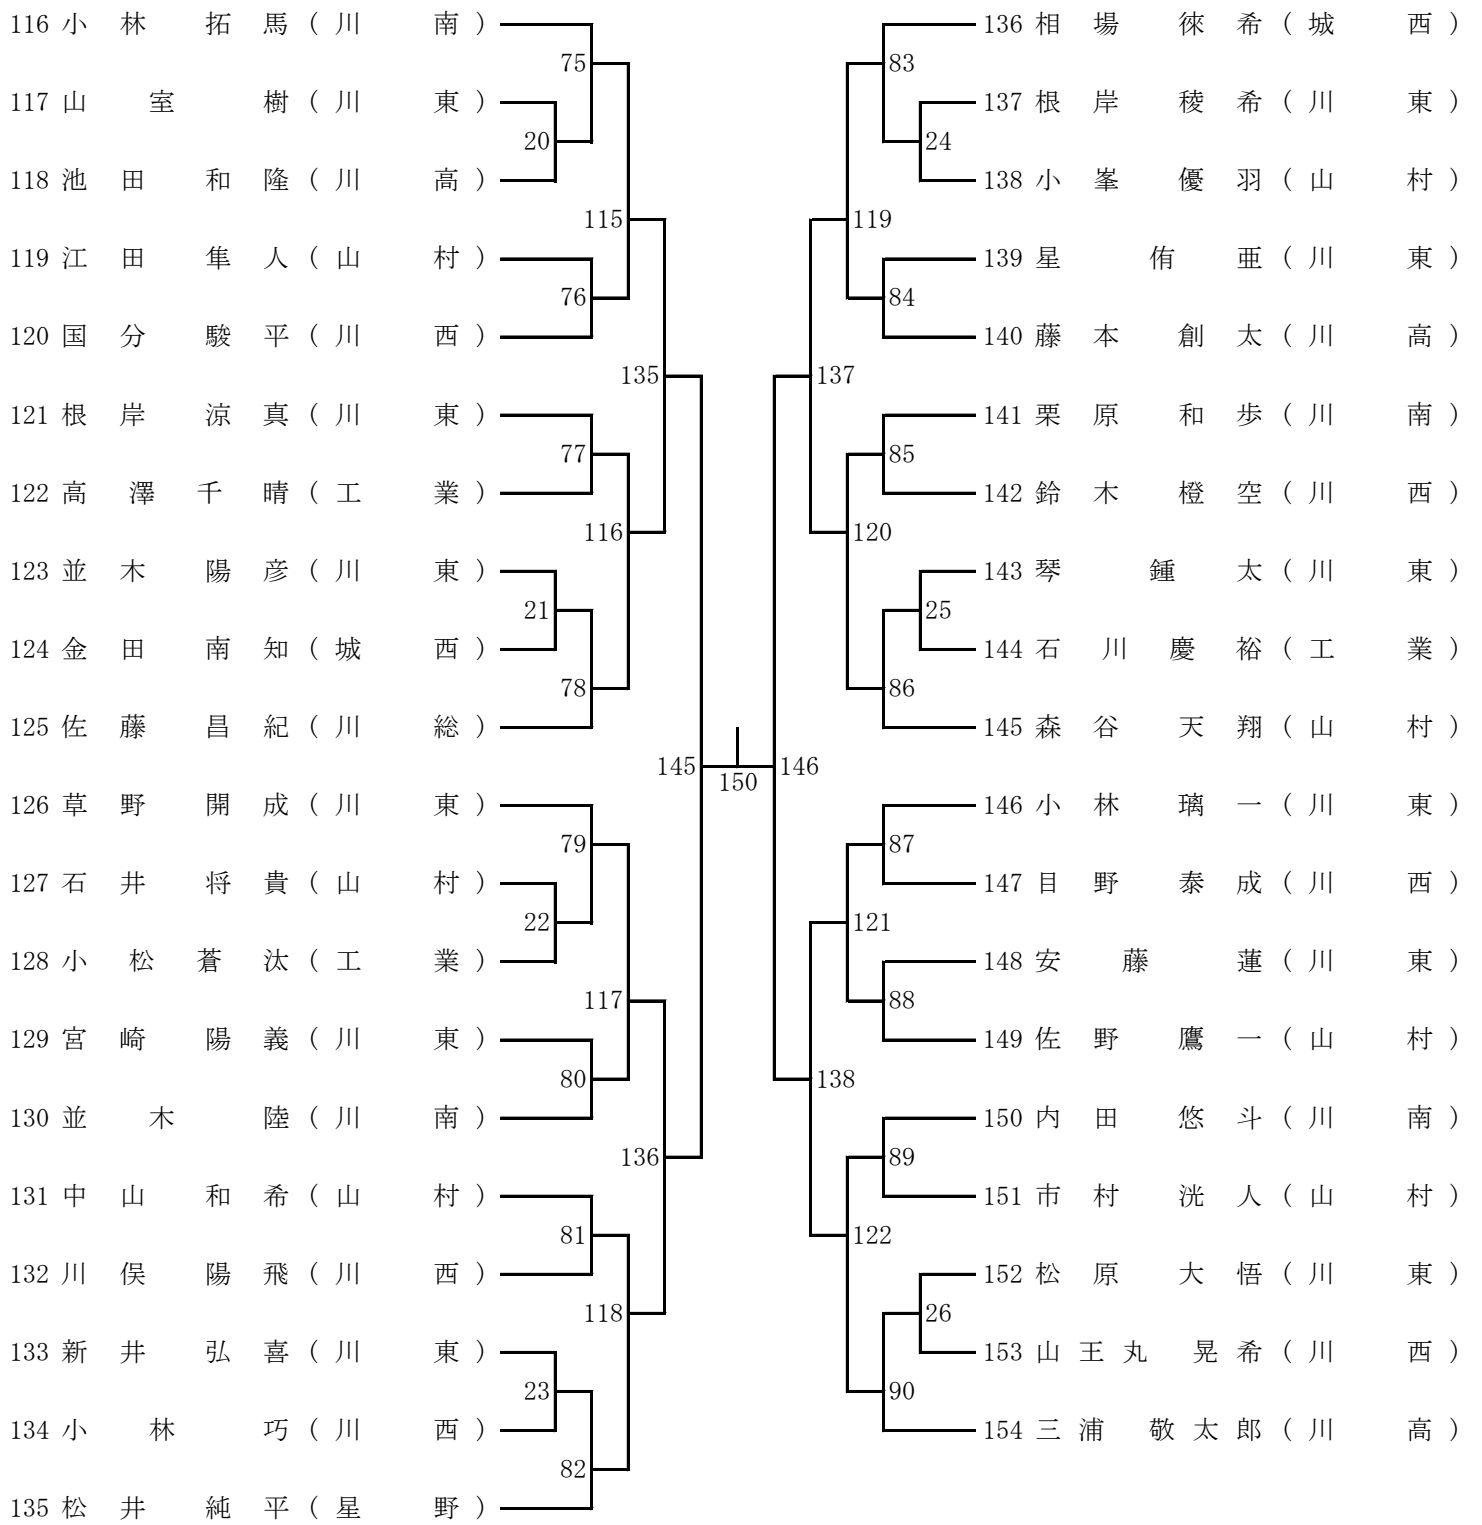 116 小林 拓馬 (川南)
75
117 山室 樹 (川東)
20
118 池田 和隆 (川高)
115
119 江田 隼人 (山村)
76
120 国分 駿平 (川西)
135
121 根岸 涼真 (川東)
77
122 高澤 千晴 (工業)
116
123 並木 陽彦 (川東)
21
124 金田 南知 (城西)
78
125 佐藤 昌紀 (川総)
145
126 草野 開成 (川東)
79
127 石井 将貴 (山村)
22
128 小松 蒼汰 (工業)
117
129 宮崎 陽義 (川東)
80
130 並木 陸 (川南)
136
131 中山 和希 (山村)
81
132 川俣 陽飛 (川西)
118
133 新井 弘喜 (川東)
23
134 小林 巧 (川西)
82
135 松井 純平 (星野)
150
136 相場 徠希 (城西)
83
137 根岸 稜希 (川東)
24
138 小峯 優羽 (山村)
119
139 星 侑亜 (川東)
84
140 藤本 創太 (川高)
137
141 栗原 和歩 (川南)
85
142 鈴木 橙空 (川西)
120
143 琴 鍾太 (川東)
25
144 石川 慶裕 (工業)
86
145 森谷 天翔 (山村)
146
146 小林 璃一 (川東)
87
147 目野 泰成 (川西)
121
148 安藤 蓮 (川東)
88
149 佐野 鷹一 (山村)
138
150 内田 悠斗 (川南)
89
151 市村 洸人 (山村)
122
152 松原 大悟 (川東)
26
153 山王丸 晃希 (川西)
90
154 三浦 敬太郎 (川高)